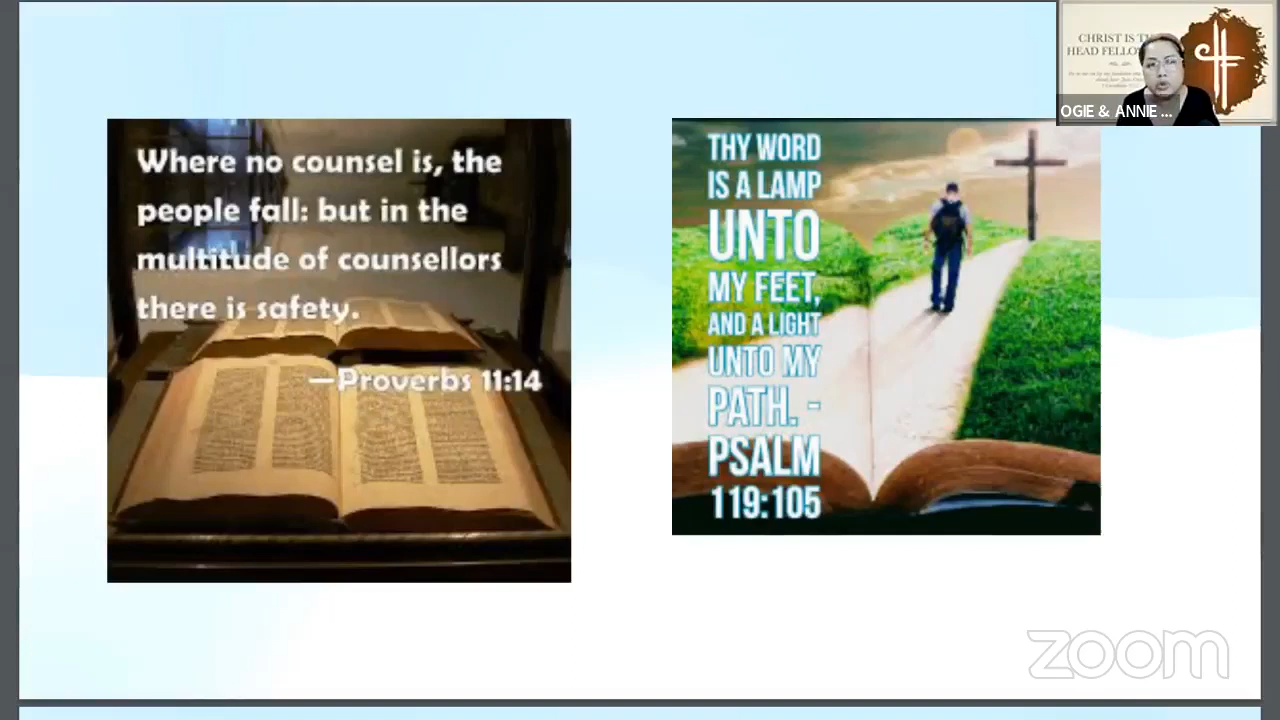 Where no counsel is, the
people fall: but in the
multitude of counsellors
there is safety.
—Proverbs 11:14
THY WORD
IS A LAMP
UNTO
MY FEET,
AND A LIGHT
UNTO MY
PATH. -
PSALM
119:105
CHRIST IS
HEAD
OGIE & ANNIE ...
zoom